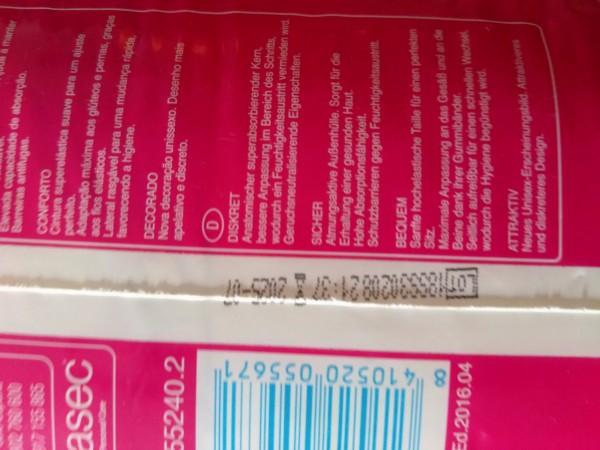 Elevada capacidade de absorção.
Barreiras antifugas.
CONFORTO
Cintura superelástica suave para um ajuste
perfeito.
Adaptação máxima aos glúteos e pernas, graças
aos fios elásticos.
Lateral rasgável para uma mudança rápida,
favorecendo a higiene.
DECORADO
Nova decoração unissexo. Desenho mais
apelativo e discreto.
D
DISKRET
Anatomischer superabsorbierender Kern,
bessere Anpassung im Bereich des Schritts,
wodurch ein Feuchtigkeitsaustritt vermieden wird.
Geruchsneutralisierende Eigenschaften.
SICHER
Atmungsaktive Außenhülle. Sorgt für die
Erhaltung einer gesunden Haut.
Hohe Absorptionsfähigkeit.
Schutzbarrieren gegen Feuchtigkeitsaustritt.
BEQUEM
Sanfte hochelastische Taille für einen perfekten
Sitz.
Maximale Anpassung an das Gesäß und an die
Beine dank ihrer Gummibänder.
Seitlich aufreißbar für einen schnellen Wechsel,
wodurch die Hygiene begünstigt wird.
ATTRAKTIV
Neues Unisex-Erscheinungsbild. Attraktiveres
und diskreteres Design.
LOT
2025-07
902 760 600
asec
55240.2
8 410520 055671
Ed.2016.04